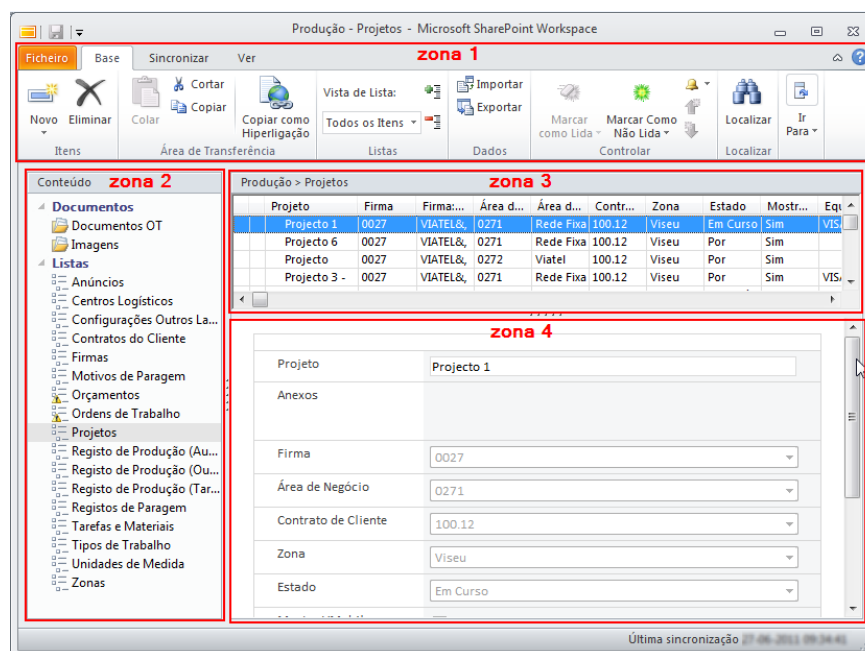 Produção - Projetos - Microsoft SharePoint Workspace
zona 1
Ficheiro Base Sincronizar Ver
Novo Eliminar
Itens
Colar Cortar Copiar Copiar como Hiperligação
Área de Transferência
Vista de Lista:
Todos os Itens
Listas
Importar
Exportar
Dados
Marcar como Lida Marcar Como Não Lida
Controlar
Localizar
Localizar
Ir Para
Conteúdo zona 2
Documentos
Documentos OT
Imagens
Listas
Anúncios
Centros Logísticos
Configurações Outros La...
Contratos do Cliente
Firmas
Motivos de Paragem
Orçamentos
Ordens de Trabalho
Projetos
Registo de Produção (Au...
Registo de Produção (Ou...
Registo de Produção (Tar...
Registos de Paragem
Tarefas e Materiais
Tipos de Trabalho
Unidades de Medida
Zonas
Produção > Projetos zona 3
Projeto Firma Firma:... Área d... Área d... Contr... Zona Estado Mostr... Equ
Projecto 1 0027 VIATEL&, 0271 Rede Fixa 100.12 Viseu Em Curso Sim VIS
Projecto 6 0027 VIATEL&, 0271 Rede Fixa 100.12 Viseu Por Sim
Projecto 0027 VIATEL&, 0272 Viatel 100.12 Viseu Por Sim
Projecto 3 - 0027 VIATEL&, 0271 Rede Fixa 100.12 Viseu Por Sim VIS
zona 4
Projeto Projecto 1
Anexos
Firma 0027
Área de Negócio 0271
Contrato de Cliente 100.12
Zona Viseu
Estado Em Curso
Última sincronização